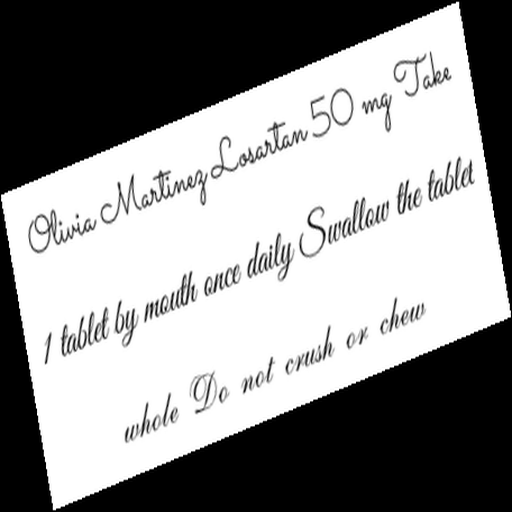 Olivia Martinez Losartan 50 mg Take
1 tablet by mouth once daily Swallow the tablet
whole Do not crush or chew